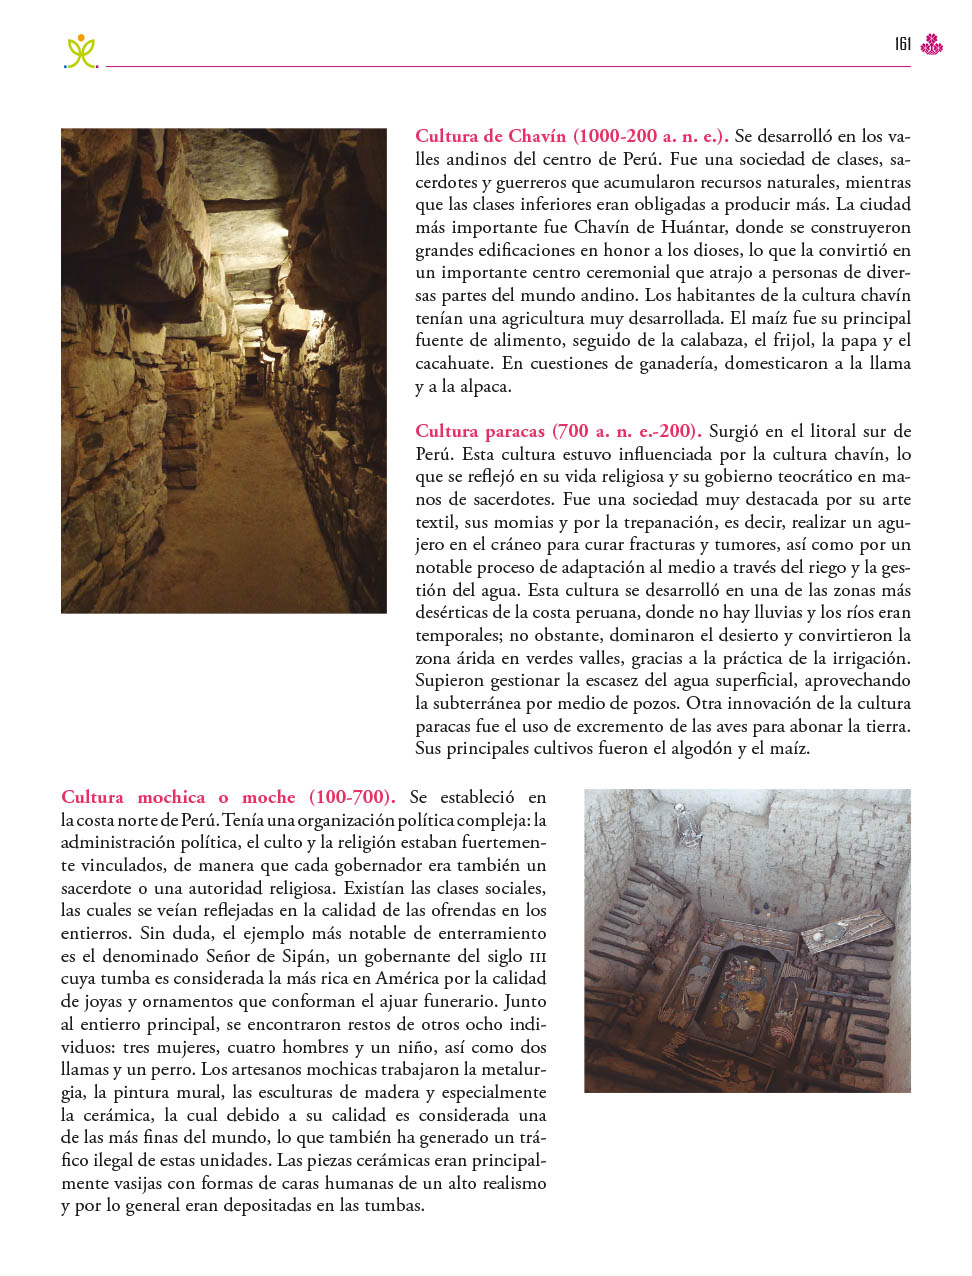 161
Cultura de Chavín (1000-200 a. n. e.). Se desarrolló en los va-
lles andinos del centro de Perú. Fue una sociedad de clases, sa-
cerdotes y guerreros que acumularon recursos naturales, mientras
que las clases inferiores eran obligadas a producir más. La ciudad
más importante fue Chavín de Huántar, donde se construyeron
grandes edificaciones en honor a los dioses, lo que la convirtió en
un importante centro ceremonial que atrajo a personas de diver-
sas partes del mundo andino. Los habitantes de la cultura chavín
tenían una agricultura muy desarrollada. El maíz fue su principal
fuente de alimento, seguido de la calabaza, el frijol, la papa y el
cacahuate. En cuestiones de ganadería, domesticaron a la llama
y a la alpaca.
Cultura paracas (700 a. n. e.-200). Surgió en el litoral sur de
Perú. Esta cultura estuvo influenciada por la cultura chavín, lo
que se reflejó en su vida religiosa y su gobierno teocrático en ma-
nos de sacerdotes. Fue una sociedad muy destacada por su arte
textil, sus momias y por la trepanación, es decir, realizar un agu-
jero en el cráneo para curar fracturas y tumores, así como por un
notable proceso de adaptación al medio a través del riego y la ges-
tión del agua. Esta cultura se desarrolló en una de las zonas más
desérticas de la costa peruana, donde no hay lluvias y los ríos eran
temporales; no obstante, dominaron el desierto y convirtieron la
zona árida en verdes valles, gracias a la práctica de la irrigación.
Supieron gestionar la escasez del agua superficial, aprovechando
la subterránea por medio de pozos. Otra innovación de la cultura
paracas fue el uso de excremento de las aves para abonar la tierra.
Sus principales cultivos fueron el algodón y el maíz.
Cultura mochica o moche (100-700). Se estableció en
la costa norte de Perú. Tenía una organización política compleja: la
administración política, el culto y la religión estaban fuertemen-
te vinculados, de manera que cada gobernador era también un
sacerdote o una autoridad religiosa. Existían las clases sociales,
las cuales se veían reflejadas en la calidad de las ofrendas en los
entierros. Sin duda, el ejemplo más notable de enterramiento
es el denominado Señor de Sipán, un gobernante del siglo III
cuya tumba es considerada la más rica en América por la calidad
de joyas y ornamentos que conforman el ajuar funerario. Junto
al entierro principal, se encontraron restos de otros ocho indi-
viduos: tres mujeres, cuatro hombres y un niño, así como dos
llamas y un perro. Los artesanos mochicas trabajaron la metalur-
gia, la pintura mural, las esculturas de madera y especialmente
la cerámica, la cual debido a su calidad es considerada una
de las más finas del mundo, lo que también ha generado un trá-
fico ilegal de estas unidades. Las piezas cerámicas eran principal-
mente vasijas con formas de caras humanas de un alto realismo
y por lo general eran depositadas en las tumbas.